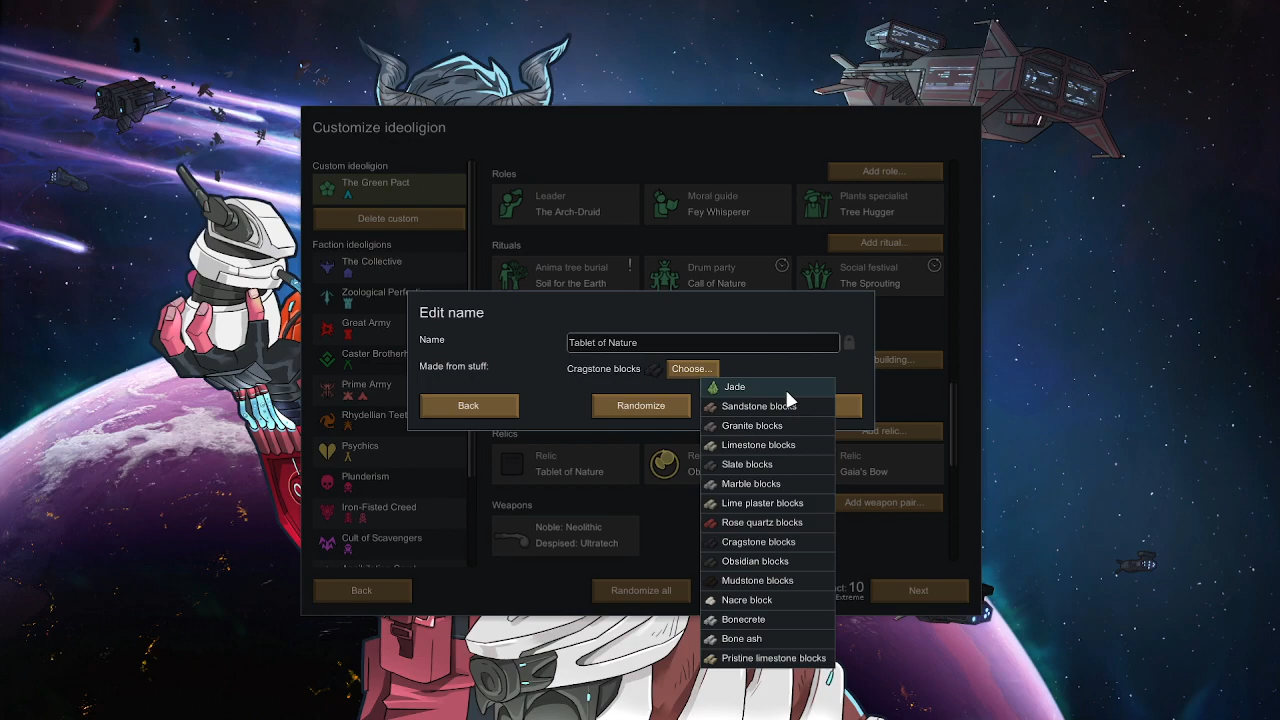 Customize ideoligion
Custom ideoligion
The Green Pact
Delete custom
Faction ideoligions
The Collective
Zoological
Great Army
Caster
Prime Army
Rhydellian
Psychics
Plunderism
Iron-Fisted Creed
Cult of Scavengers
Back
Roles
Add role...
Leader
The Arch-Druid
Moral guide
Fey Whisperer
Plants specialist
Tree Hugger
Rituals
Add ritual...
Anima tree burial
Soil for the Earth
!
Drum party
Call of Nature
Social festival
The Sprouting
Edit name
Name
Tablet of Nature
Made from stuff:
Cragstone blocks
Choose...
Back
Randomize
Jade
Sandstone blocks
Granite blocks
Limestone blocks
Slate blocks
Marble blocks
Lime plaster blocks
Rose quartz blocks
Cragstone blocks
Obsidian blocks
Mudstone blocks
Nacre block
Bonecrete
Bone ash
Pristine limestone blocks
building...
relic...
Relics
Relic
Tablet of Nature
Relic
Gaia's Bow
Add weapon pair...
Weapons
Noble: Neolithic
Despised: Ultratech
Randomize all
10
Extreme
Next